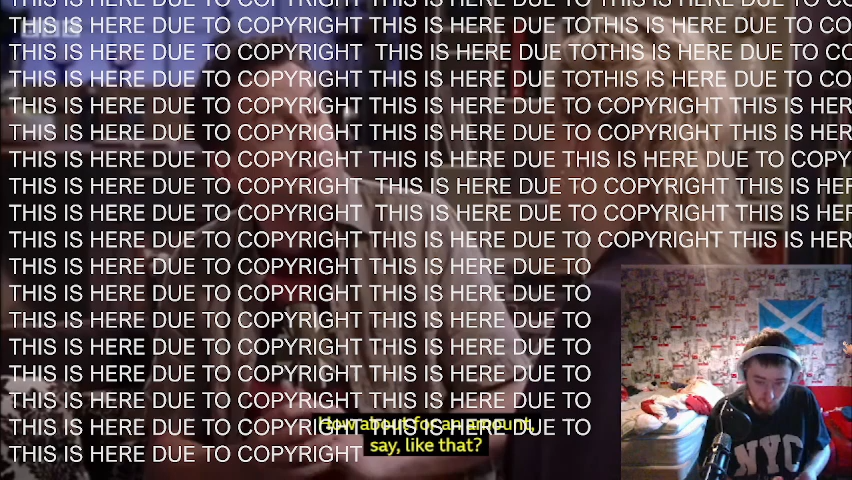 THIS IS HERE DUE TO COPYRIGHT THIS IS HERE DUE TOTHIS IS HERE DUE TO CO
THIS IS HERE DUE TO COPYRIGHT THIS IS HERE DUE TOTHIS IS HERE DUE TO CO
THIS IS HERE DUE TO COPYRIGHT THIS IS HERE DUE TOTHIS IS HERE DUE TO CO
THIS IS HERE DUE TO COPYRIGHT THIS IS HERE DUE TO COPYRIGHT THIS IS HER
THIS IS HERE DUE TO COPYRIGHT THIS IS HERE DUE TO COPYRIGHT THIS IS HER
THIS IS HERE DUE TO COPYRIGHT THIS IS HERE DUE THIS IS HERE DUE TO COPY
THIS IS HERE DUE TO COPYRIGHT THIS IS HERE DUE TO COPYRIGHT THIS IS HER
THIS IS HERE DUE TO COPYRIGHT THIS IS HERE DUE TO COPYRIGHT THIS IS HER
THIS IS HERE DUE TO COPYRIGHT THIS IS HERE DUE TO COPYRIGHT THIS IS HER
THIS IS HERE DUE TO COPYRIGHT THIS IS HERE DUE TO
THIS IS HERE DUE TO COPYRIGHT THIS IS HERE DUE TO
THIS IS HERE DUE TO COPYRIGHT THIS IS HERE DUE TO
THIS IS HERE DUE TO COPYRIGHT THIS IS HERE DUE TO
THIS IS HERE DUE TO COPYRIGHT THIS IS HERE DUE TO
THIS IS HERE DUE TO COPYRIGHT THIS IS HERE DUE TO
THIS IS HERE DUE TO COPYRIGHT THIS IS HERE DUE TO
THIS IS HERE DUE TO COPYRIGHT
How about for an amount,
say, like that?
NYC